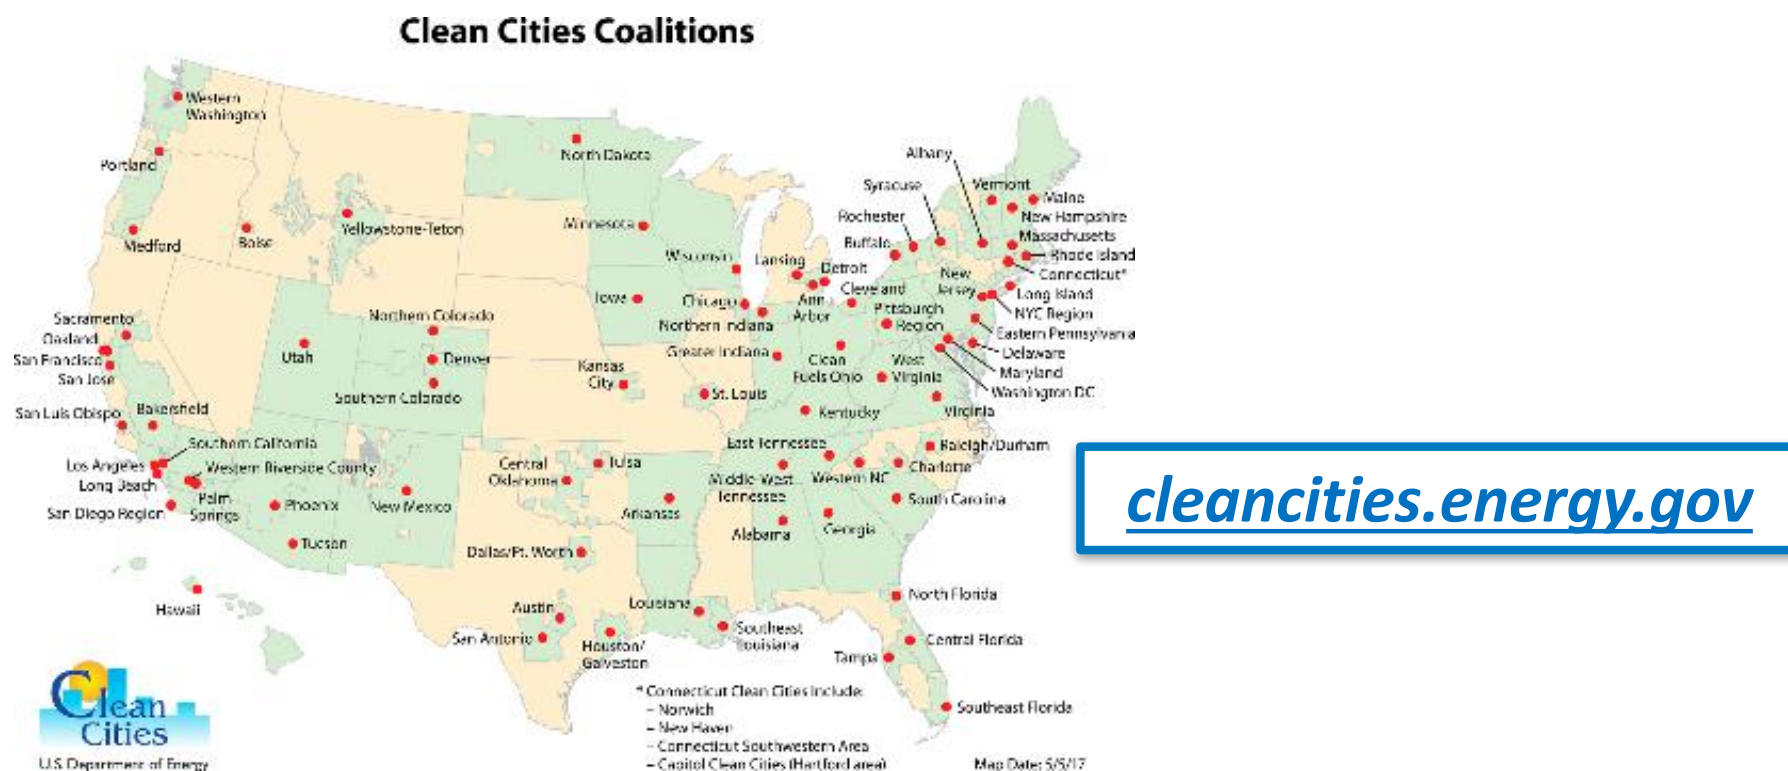 Clean Cities Coalitions
Western
Washington
Portland
Medford
Boise
Yellowstone-Teton
North Dakota
Minnesota
Wisconsin
Iowa
Chicago
Northern Indiana
Greater Indiana
Lansing
Detroit
Ann
Arbor
Cleveland
Clean
Fuels Ohio
Pittsburgh
Region
West
Virginia
Buffalo
Rochester
Syracuse
Albany
Vermont
Maine
New Hampshire
Massachusetts
Rhode Island
Connecticut*
New
Jersey
Long Island
NYC Region
Eastern Pennsylvania
Delaware
Maryland
Washington DC
Virginia
Kentucky
Sacramento
Oakland
San Francisco
San Jose
San Luis Obispo
Bakersfield
Southern California
Los Angeles
Long Beach
Western Riverside County
Palm
Springs
San Diego Region
Utah
Northern Colorado
Denver
Southern Colorado
Kansas
City
St. Louis
Phoenix
Tucson
New Mexico
Central
Oklahoma
Tulsa
Arkansas
East Tennessee
Middle-West
Tennessee
Western NC
Raleigh/Durham
Charlotte
South Carolina
Alabama
Georgia
Dallas/Ft. Worth
Austin
San Antonio
Houston/
Galveston
Louisiana
Southeast
Louisiana
North Florida
Central Florida
Tampa
Southeast Florida
Hawaii
cleancities.energy.gov
Clean
Cities
U.S. Department of Energy
* Connecticut Clean Cities Include:
– Norwich
– New Haven
– Connecticut Southwestern Area
– Capitol Clean Cities (Hartford area)
Map Date: 5/5/17